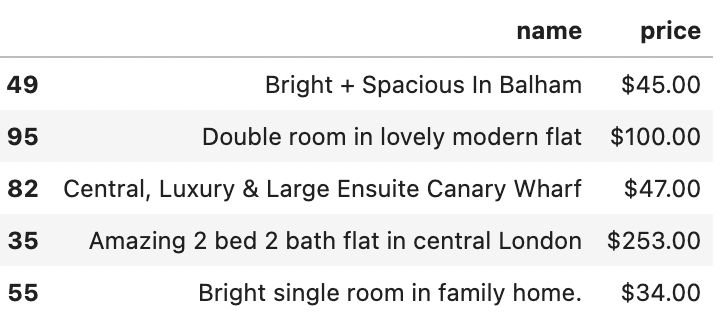 name price
49 Bright + Spacious In Balham $45.00
95 Double room in lovely modern flat $100.00
82 Central, Luxury & Large Ensuite Canary Wharf $47.00
35 Amazing 2 bed 2 bath flat in central London $253.00
55 Bright single room in family home. $34.00